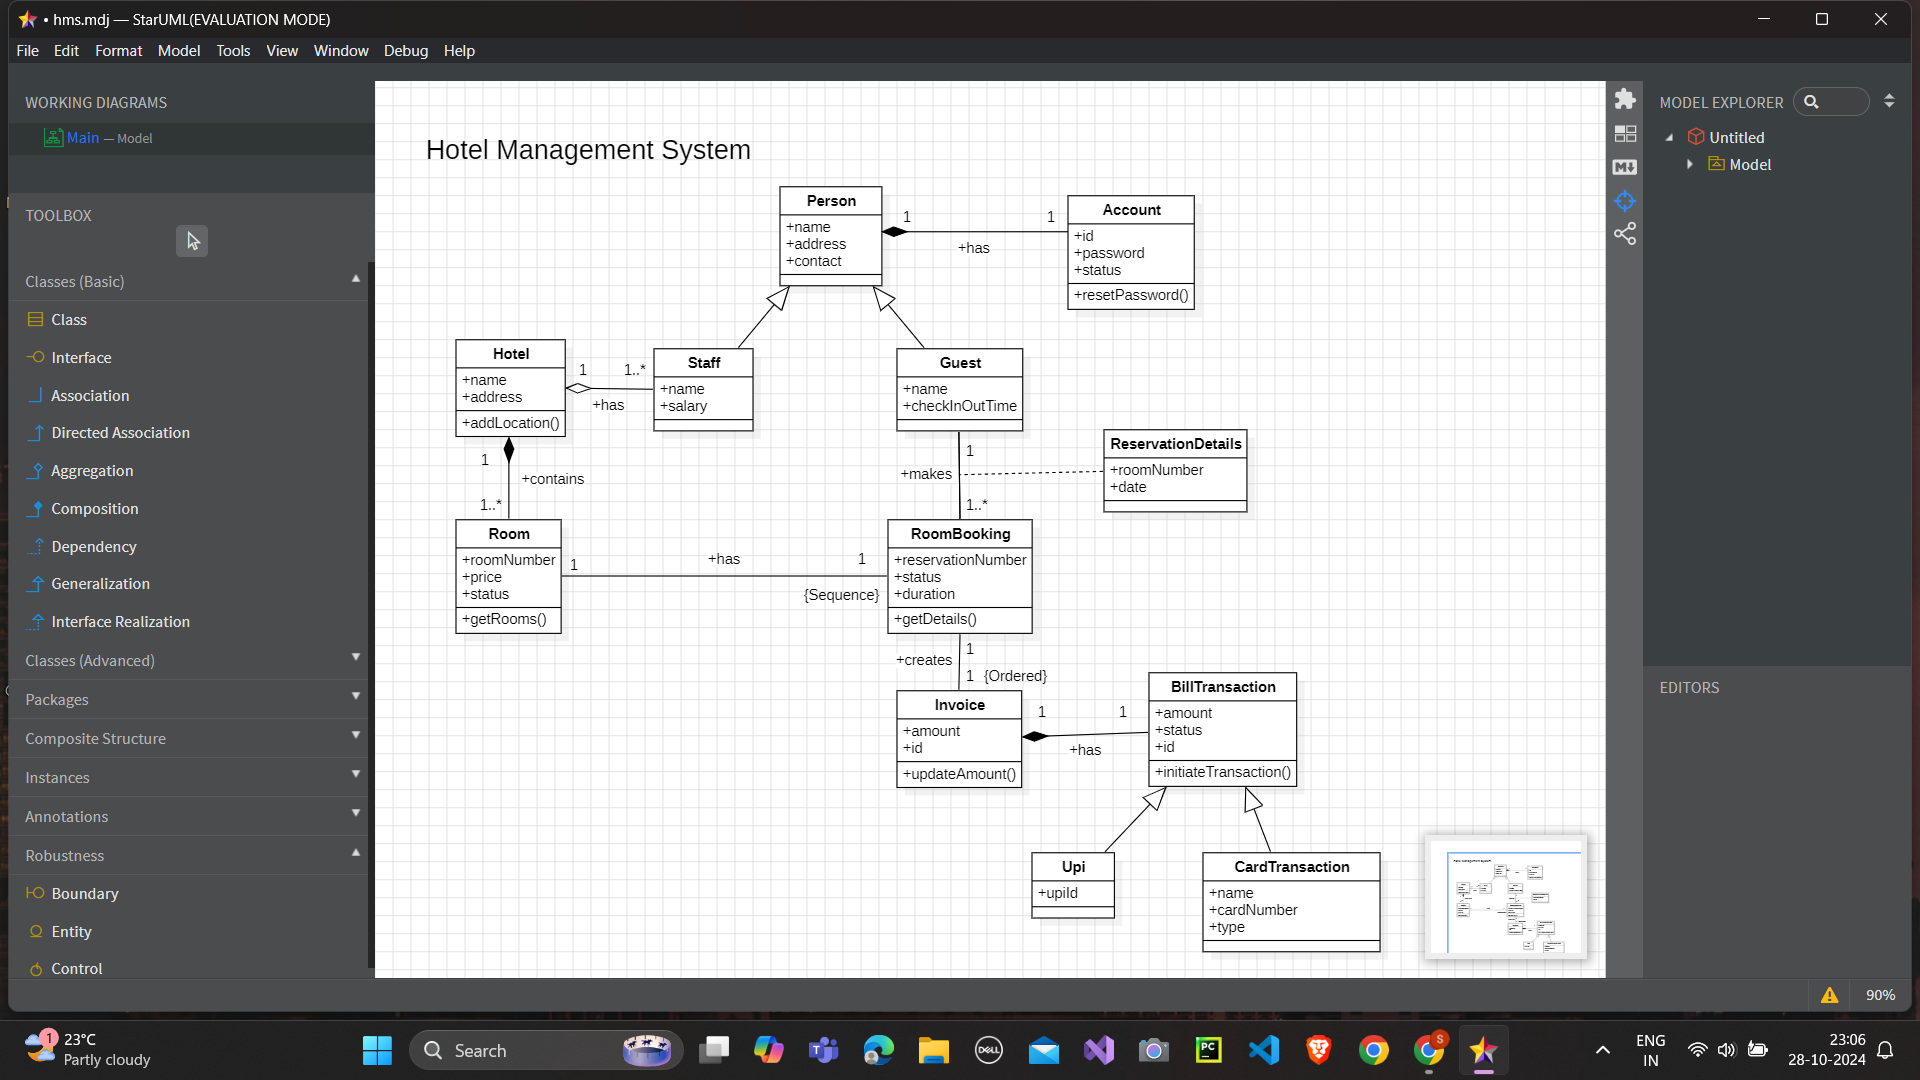 • hms.mdj — StarUML(EVALUATION MODE)
File Edit Format Model Tools View Window Debug Help
WORKING DIAGRAMS
Main — Model
TOOLBOX
Classes (Basic)
Class
Interface
Association
Directed Association
Aggregation
Composition
Dependency
Generalization
Interface Realization
Classes (Advanced)
Packages
Composite Structure
Instances
Annotations
Robustness
Boundary
Entity
Control
Hotel Management System
Person
+name
+address
+contact
1
1
+has
Account
+id
+password
+status
+resetPassword()
Hotel
+name
+address
+addLocation()
1
1..*
+has
Staff
+name
+salary
Guest
+name
+checkInOutTime
1
+makes
1..*
ReservationDetails
+roomNumber
+date
1
+contains
1..*
Room
+roomNumber
+price
+status
+getRooms()
1
+has
1
{Sequence}
RoomBooking
+reservationNumber
+status
+duration
+getDetails()
1
+creates
1 {Ordered}
Invoice
+amount
+id
+updateAmount()
1
1
+has
BillTransaction
+amount
+status
+id
+initiateTransaction()
Upi
+upiId
CardTransaction
+name
+cardNumber
+type
M
MODEL EXPLORER
Untitled
Model
EDITORS
90%
1
23°C
Partly cloudy
Search
DELL
PC
S
ENG
IN
23:06
28-10-2024